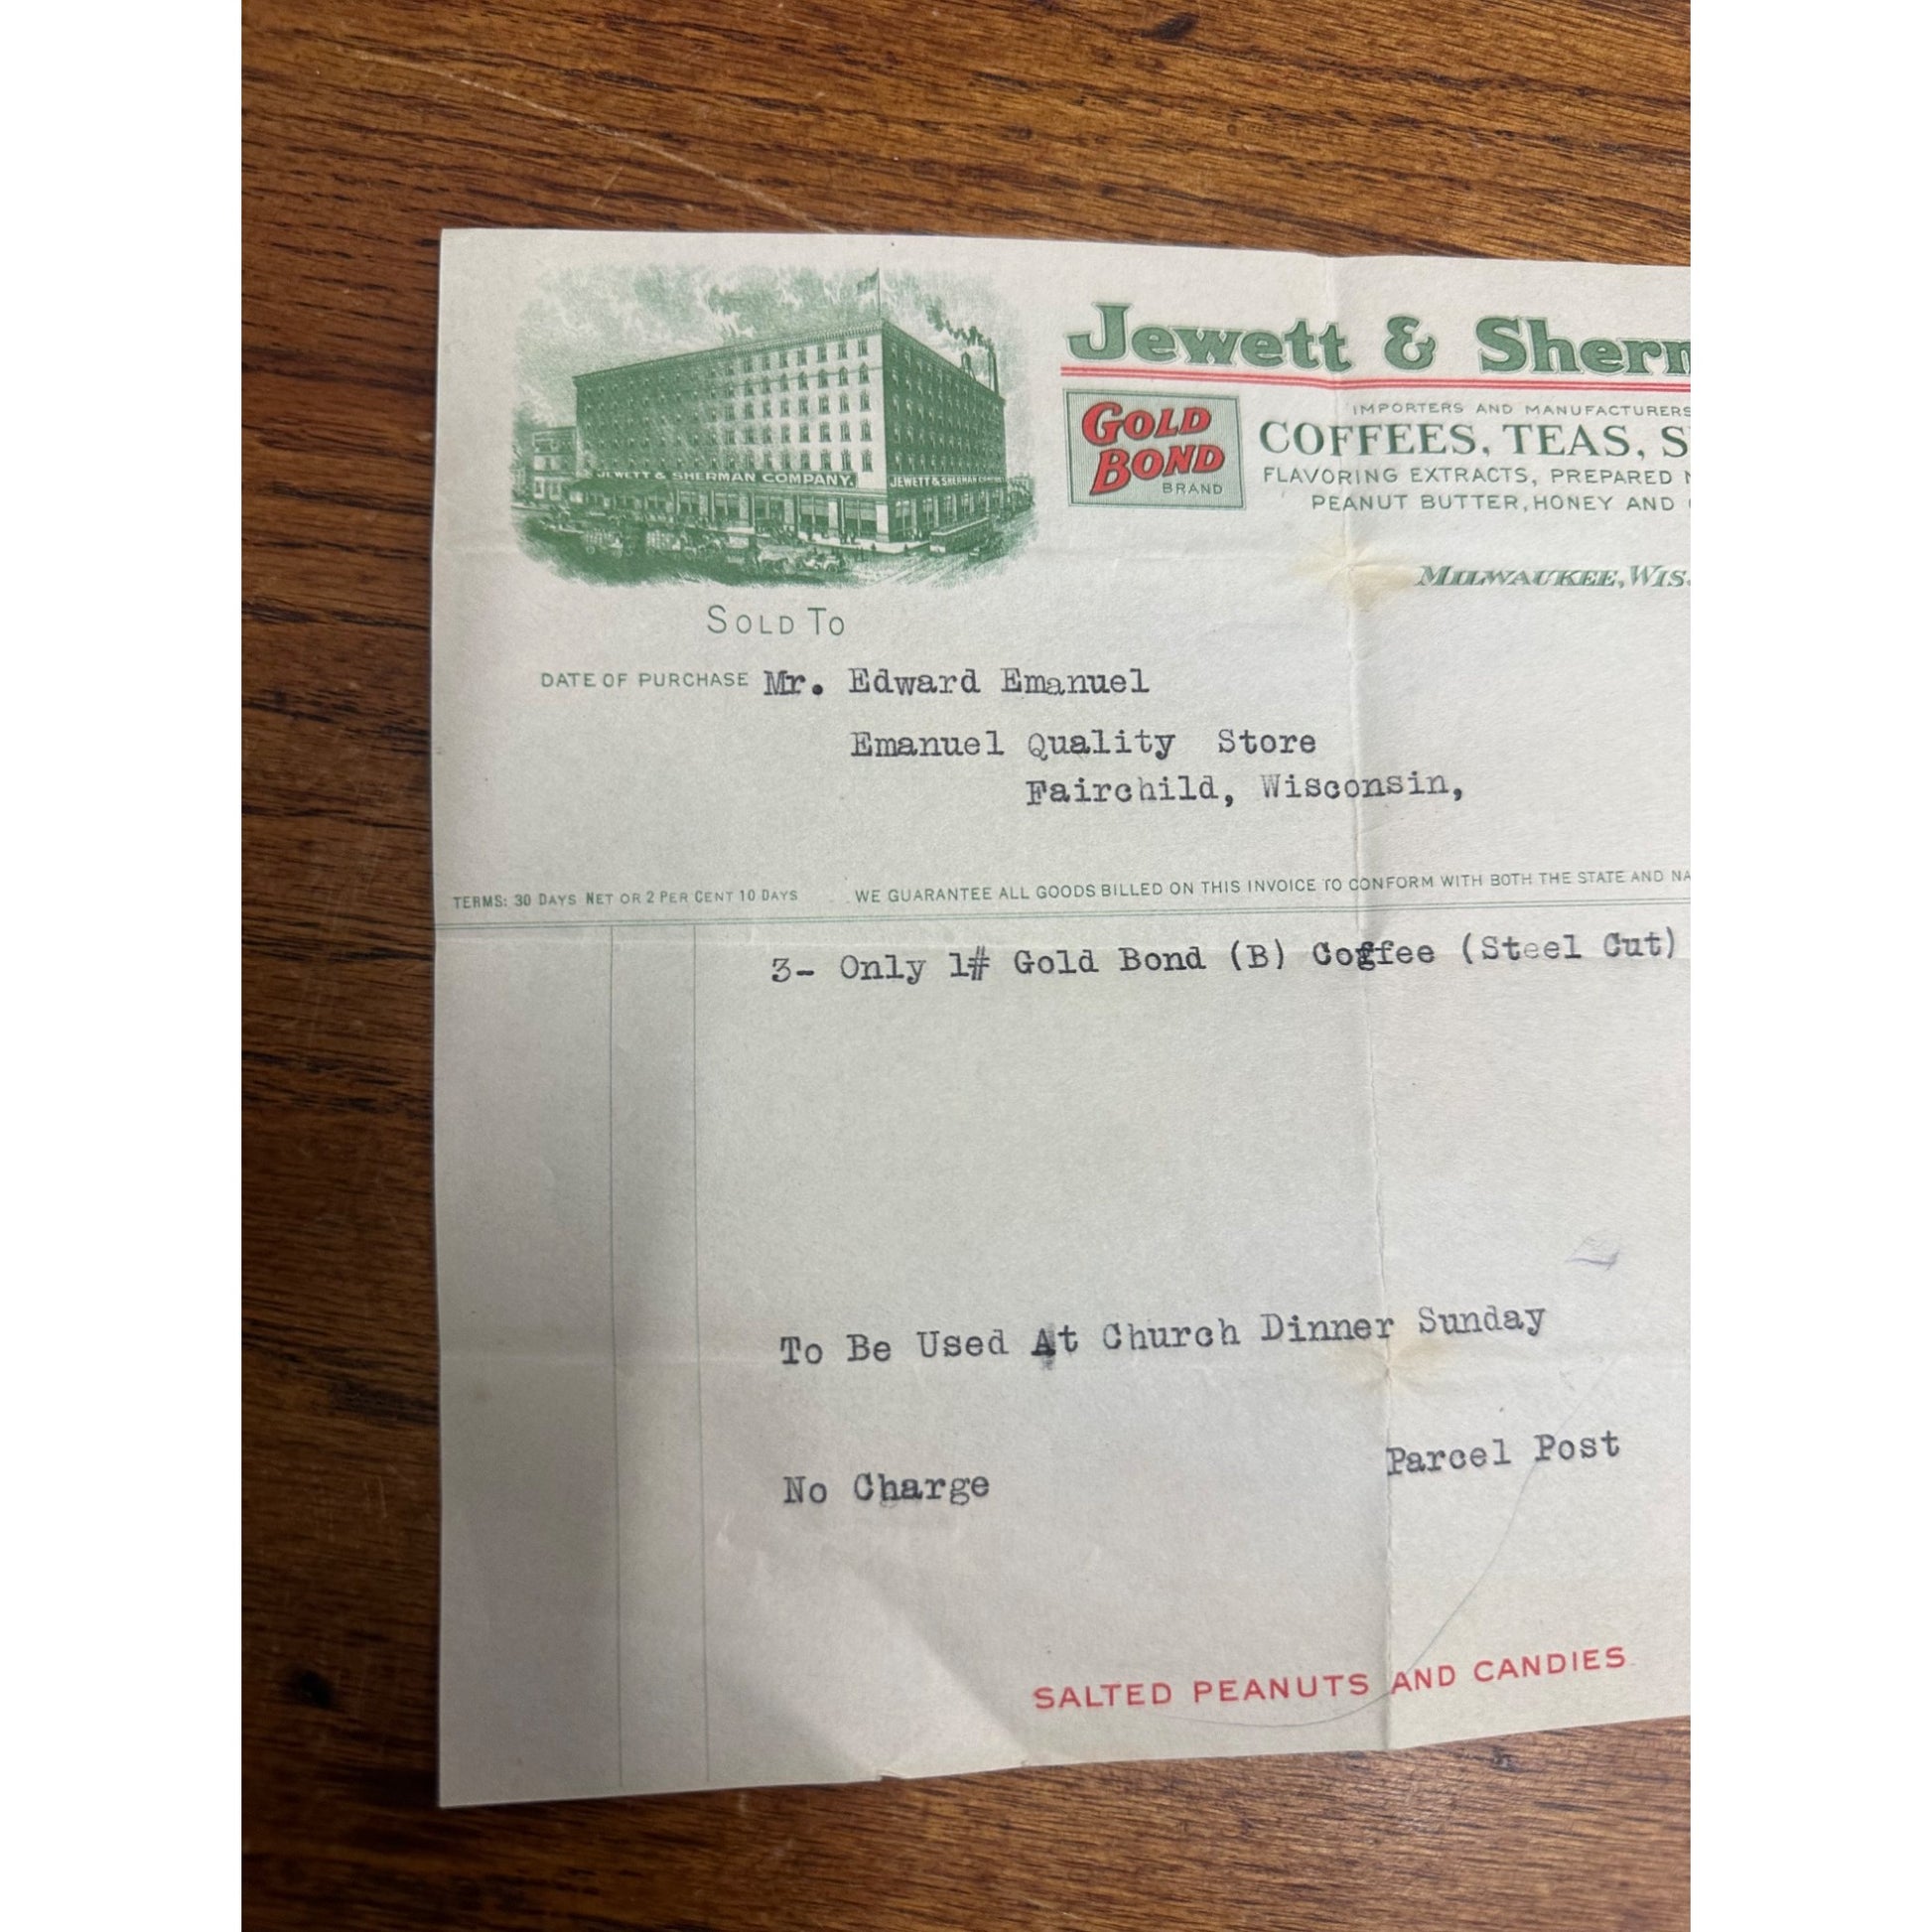 JEWETT & SHERMAN COMPANY.
JEWETT & SHERMAN
Jewett & Sherm
GOLD
BOND
BRAND
IMPORTERS AND MANUFACTURERS
COFFEES, TEAS, S
FLAVORING EXTRACTS, PREPARED
PEANUT BUTTER, HONEY AND
MILWAUKEE, WIS.
SOLD TO
DATE OF PURCHASE Mr. Edward Emanuel
Emanuel Quality Store
Fairchild, Wisconsin,
TERMS: 30 DAYS NET OR 2 PER CENT 10 DAYS WE GUARANTEE ALL GOODS BILLED ON THIS INVOICE TO CONFORM WITH BOTH THE STATE AND NA
3- Only 1# Gold Bond (B) Coffee (Steel Cut)
To Be Used At Church Dinner Sunday
Parcel Post
No Charge
SALTED PEANUTS AND CANDIES